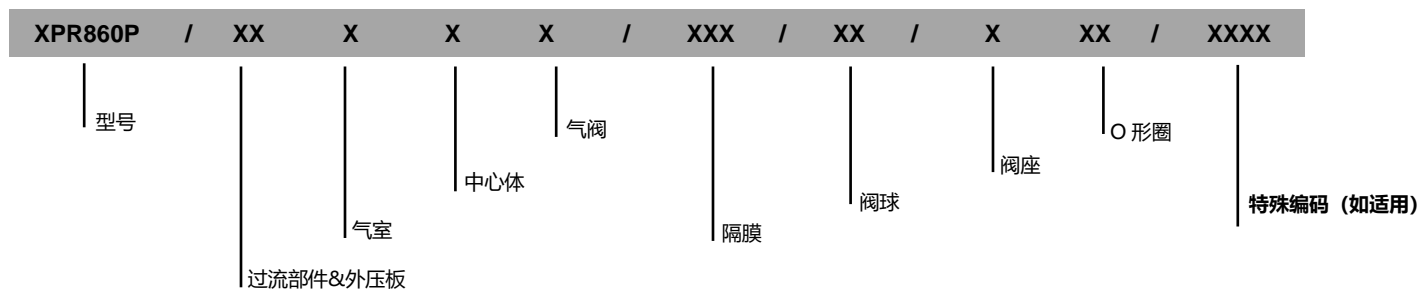 XPR860P / XX X X X / XXX / XX / X XX / XXXX
型号
气阀
O 形圈
阀座
中心体
阀球
特殊编码（如适用）
气室
隔膜
过流部件&外压板